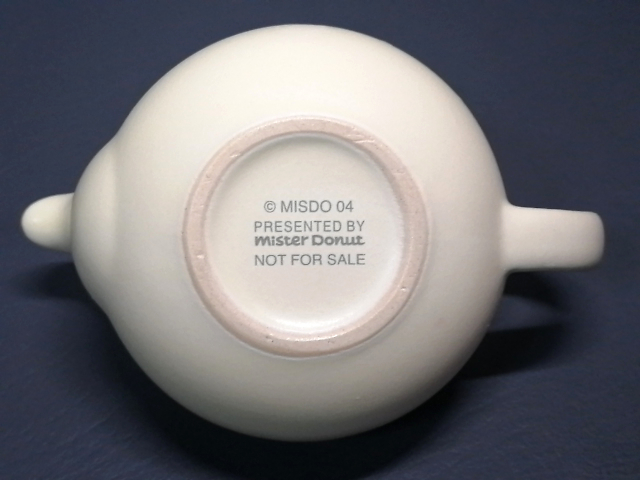 © MISDO 04
PRESENTED BY
mister Donut
NOT FOR SALE